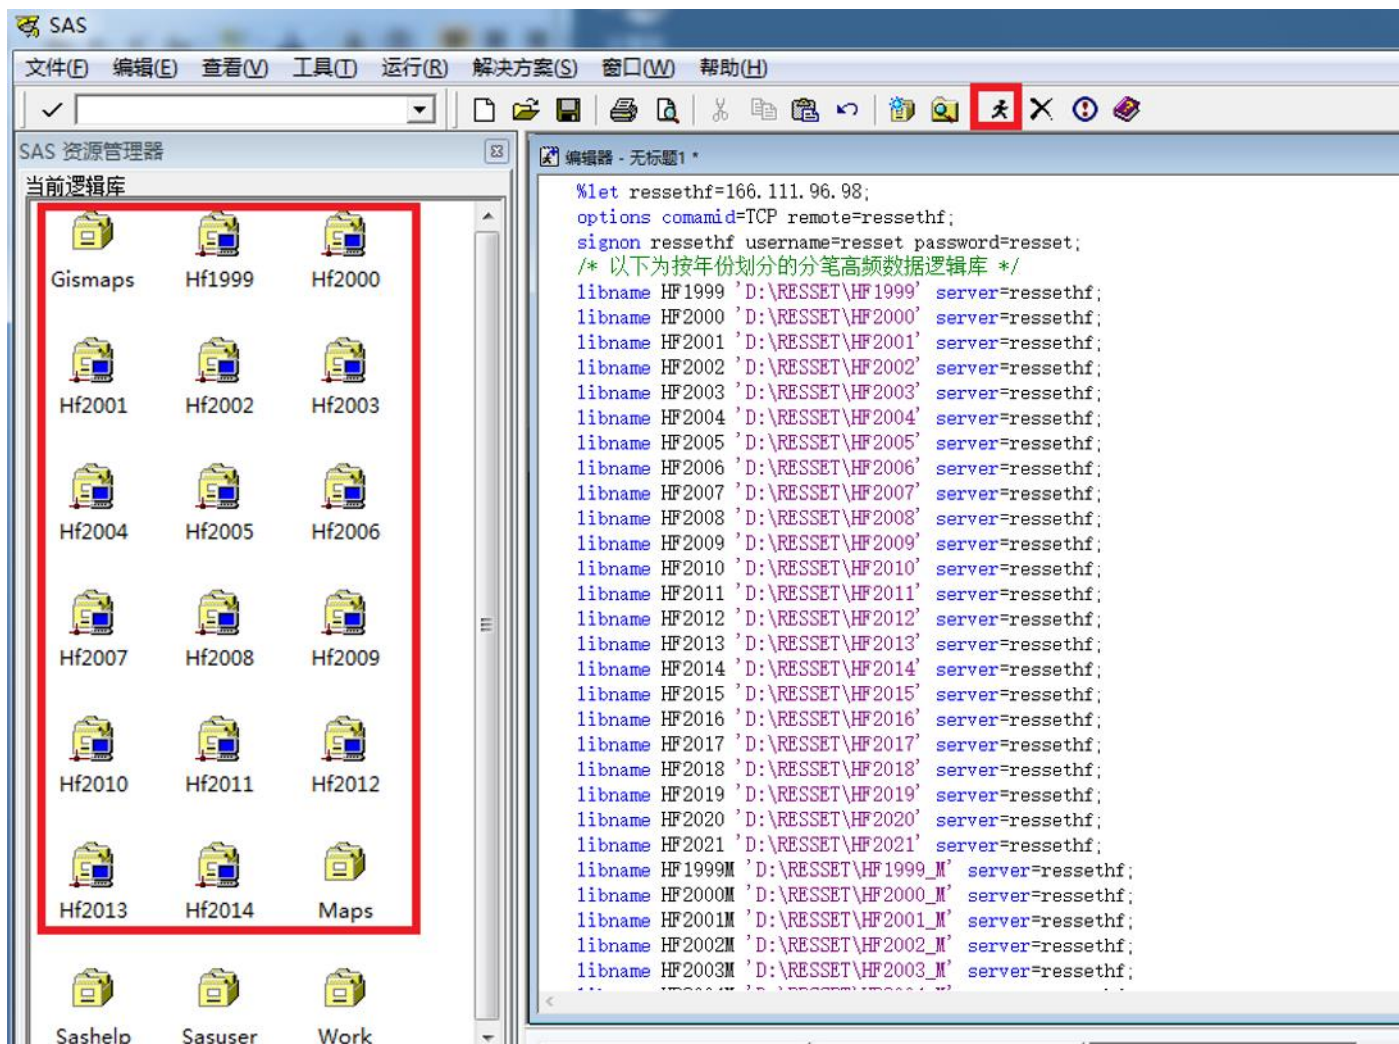 SAS
文件(F) 编辑(E) 查看(V) 工具(T) 运行(R) 解决方案(S) 窗口(W) 帮助(H)
SAS 资源管理器
当前逻辑库
Gismaps Hf1999 Hf2000
Hf2001 Hf2002 Hf2003
Hf2004 Hf2005 Hf2006
Hf2007 Hf2008 Hf2009
Hf2010 Hf2011 Hf2012
Hf2013 Hf2014 Maps
Sashelp Sasuser Work
编辑器 - 无标题1 *
%let ressethf=166.111.96.98;
options comamid=TCP remote=ressethf;
signon ressethf username=resset password=resset;
/* 以下为按年份划分的分笔高频数据逻辑库 */
libname HF1999 'D:\RESSET\HF1999' server=ressethf;
libname HF2000 'D:\RESSET\HF2000' server=ressethf;
libname HF2001 'D:\RESSET\HF2001' server=ressethf;
libname HF2002 'D:\RESSET\HF2002' server=ressethf;
libname HF2003 'D:\RESSET\HF2003' server=ressethf;
libname HF2004 'D:\RESSET\HF2004' server=ressethf;
libname HF2005 'D:\RESSET\HF2005' server=ressethf;
libname HF2006 'D:\RESSET\HF2006' server=ressethf;
libname HF2007 'D:\RESSET\HF2007' server=ressethf;
libname HF2008 'D:\RESSET\HF2008' server=ressethf;
libname HF2009 'D:\RESSET\HF2009' server=ressethf;
libname HF2010 'D:\RESSET\HF2010' server=ressethf;
libname HF2011 'D:\RESSET\HF2011' server=ressethf;
libname HF2012 'D:\RESSET\HF2012' server=ressethf;
libname HF2013 'D:\RESSET\HF2013' server=ressethf;
libname HF2014 'D:\RESSET\HF2014' server=ressethf;
libname HF2015 'D:\RESSET\HF2015' server=ressethf;
libname HF2016 'D:\RESSET\HF2016' server=ressethf;
libname HF2017 'D:\RESSET\HF2017' server=ressethf;
libname HF2018 'D:\RESSET\HF2018' server=ressethf;
libname HF2019 'D:\RESSET\HF2019' server=ressethf;
libname HF2020 'D:\RESSET\HF2020' server=ressethf;
libname HF2021 'D:\RESSET\HF2021' server=ressethf;
libname HF1999M 'D:\RESSET\HF1999_M' server=ressethf;
libname HF2000M 'D:\RESSET\HF2000_M' server=ressethf;
libname HF2001M 'D:\RESSET\HF2001_M' server=ressethf;
libname HF2002M 'D:\RESSET\HF2002_M' server=ressethf;
libname HF2003M 'D:\RESSET\HF2003_M' server=ressethf;